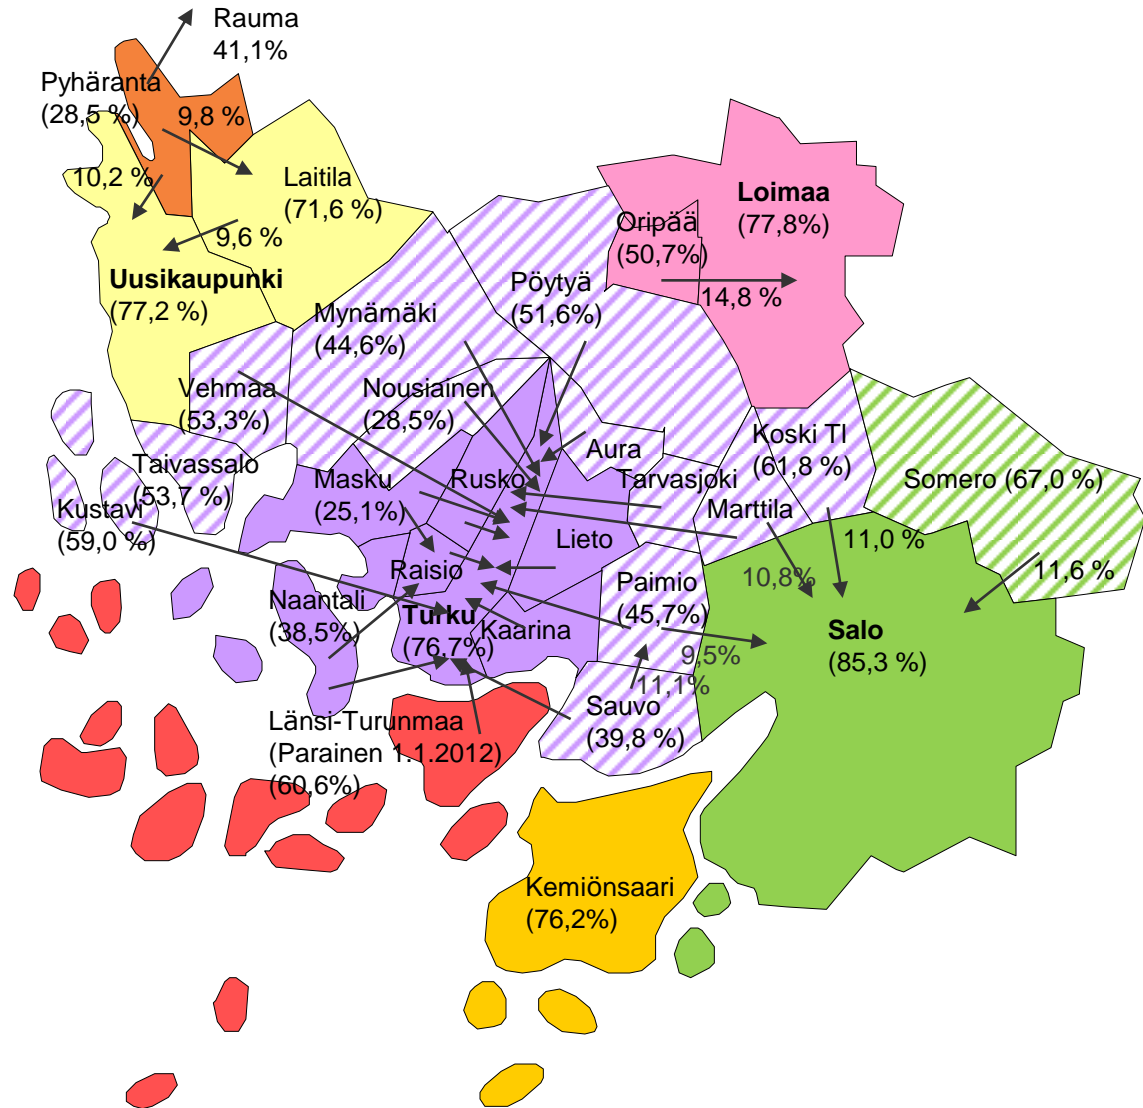 Rauma
41,1%
Pyhäranta
(28,5 %)
9,8 %
10,2 %
Laitila
(71,6 %)
9,6 %
Uusikaupunki
(77,2 %)
Loimaa
(77,8%)
Oripää
(50,7%)
14,8 %
Pöytyä
(51,6%)
Mynämäki
(44,6%)
Vehmaa
(53,3%)
Nousiainen
(28,5%)
Aura
Koski Tl
(61,8 %)
Taivassalo
(53,7 %)
Kustavi
(59,0 %)
Masku
(25,1%)
Rusko
Tarvasjoki
Marttila
Somero (67,0 %)
Lieto
11,0 %
10,8%
11,6 %
Raisio
Paimio
(45,7%)
Naantali
(38,5%)
Turku
(76,7%)
Kaarina
Salo
(85,3 %)
9,5%
11,1%
Sauvo
(39,8 %)
Länsi-Turunmaa
(Parainen 1.1.2012)
(60,6%)
Kemiönsaari
(76,2%)